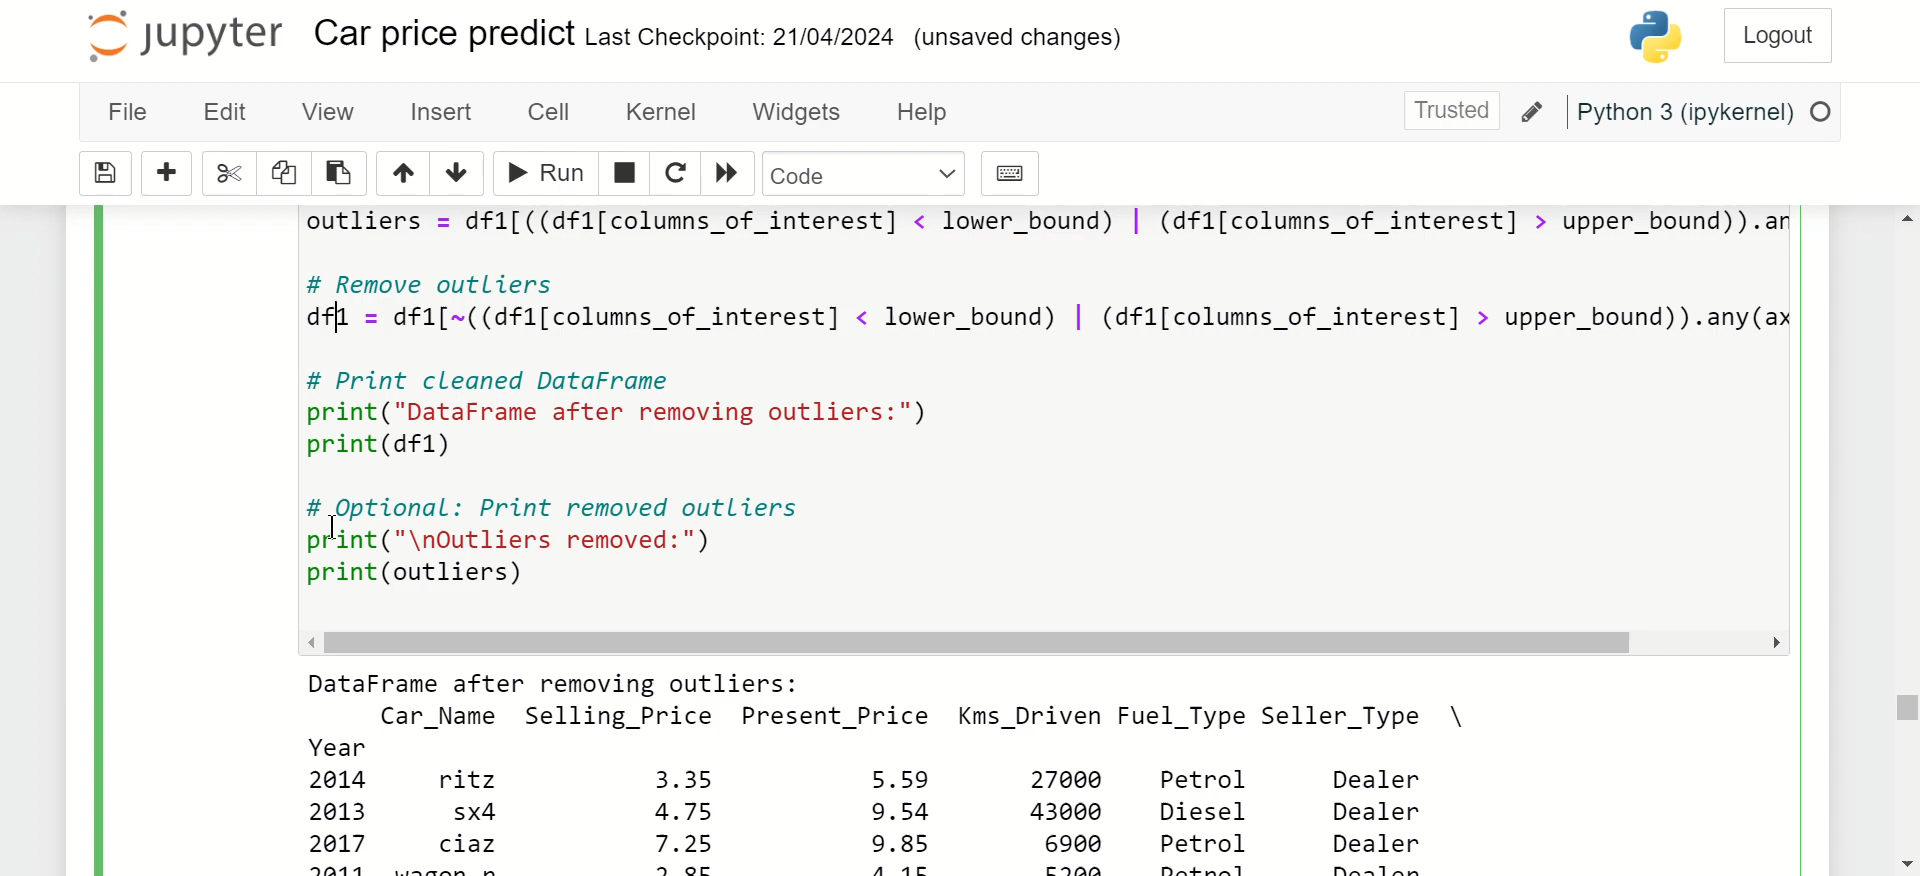 jupyter Car price predict Last Checkpoint: 21/04/2024 (unsaved changes) Logout
File Edit View Insert Cell Kernel Widgets Help Trusted Python 3 (ipykernel)
Run Code
outliers = df1[((df1[columns_of_interest] < lower_bound) | (df1[columns_of_interest] > upper_bound)).an
# Remove outliers
df1 = df1[~((df1[columns_of_interest] < lower_bound) | (df1[columns_of_interest] > upper_bound)).any(ax
# Print cleaned DataFrame
print("DataFrame after removing outliers:")
print(df1)
# Optional: Print removed outliers
print("\nOutliers removed:")
print(outliers)
DataFrame after removing outliers:
Car_Name Selling_Price Present_Price Kms_Driven Fuel_Type Seller_Type \
Year
2014 ritz 3.35 5.59 27000 Petrol Dealer
2013 sx4 4.75 9.54 43000 Diesel Dealer
2017 ciaz 7.25 9.85 6900 Petrol Dealer
2011 wagon r 2.85 4.15 5200 Petrol Dealer